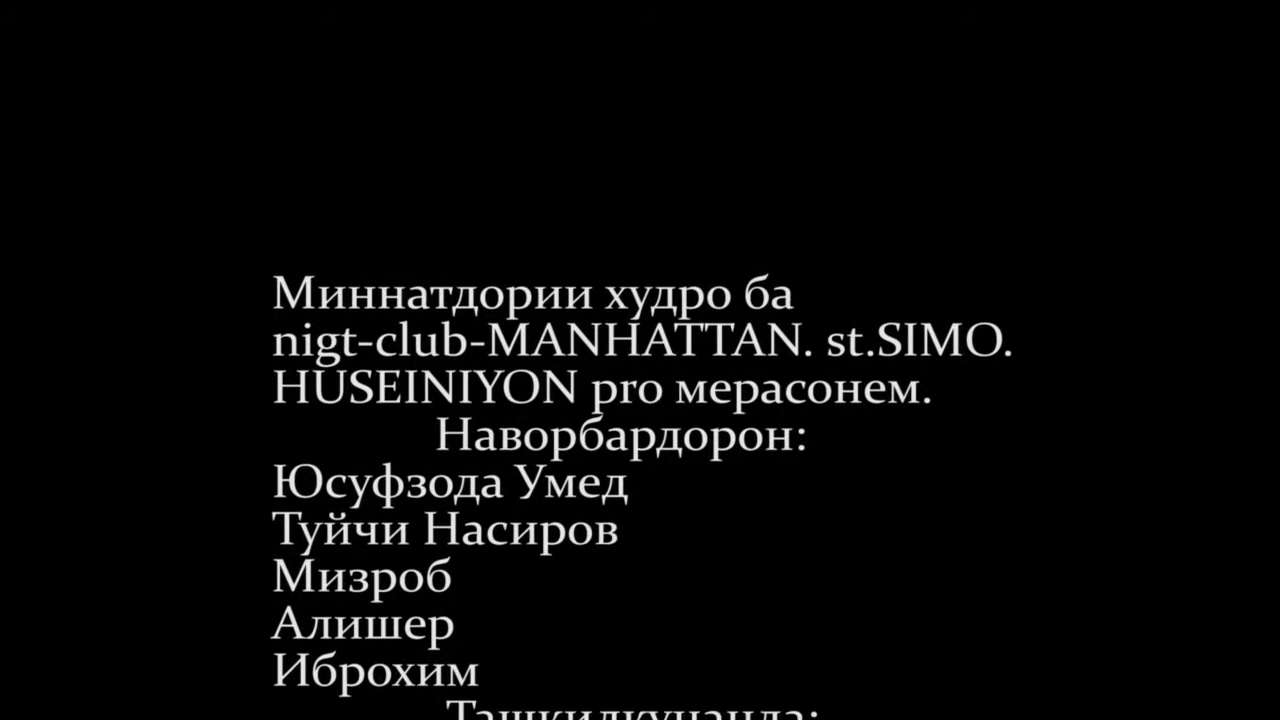 Миннатдории худро ба
nigt-club-MANHATTAN. st.SIMO.
HUSEINIYON pro мерасонем.
Наворбардорон:
Юсуфзода Умед
Туйчи Насиров
Мизроб
Алишер
Иброхим
Ташкилкунанда: